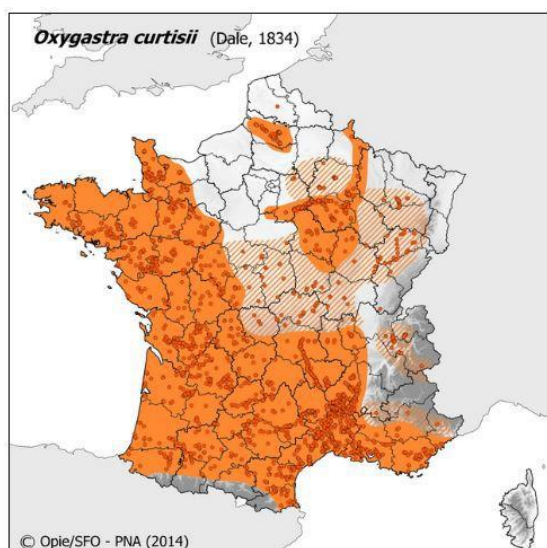 Oxygastra curtisii (Dale, 1834)
© Opie/SFO - PNA (2014)